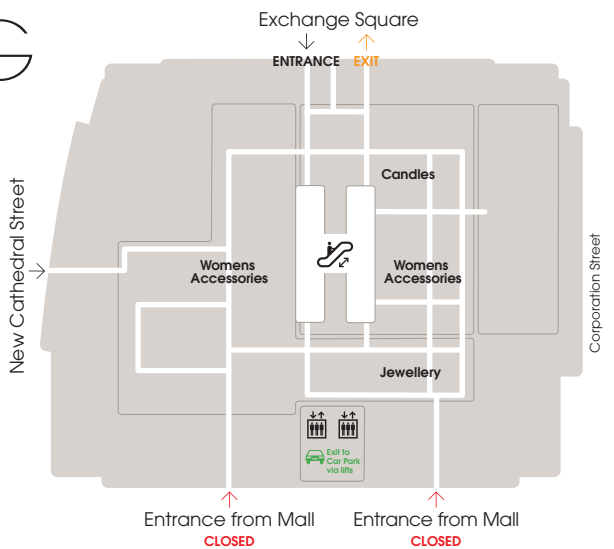 G
Exchange Square
ENTRANCE
EXIT
Candles
New Cathedral Street
Womens
Accessories
Womens
Accessories
Corporation Street
Jewellery
Exit to
Car Park
via lifts
Entrance from Mall
CLOSED
Entrance from Mall
CLOSED